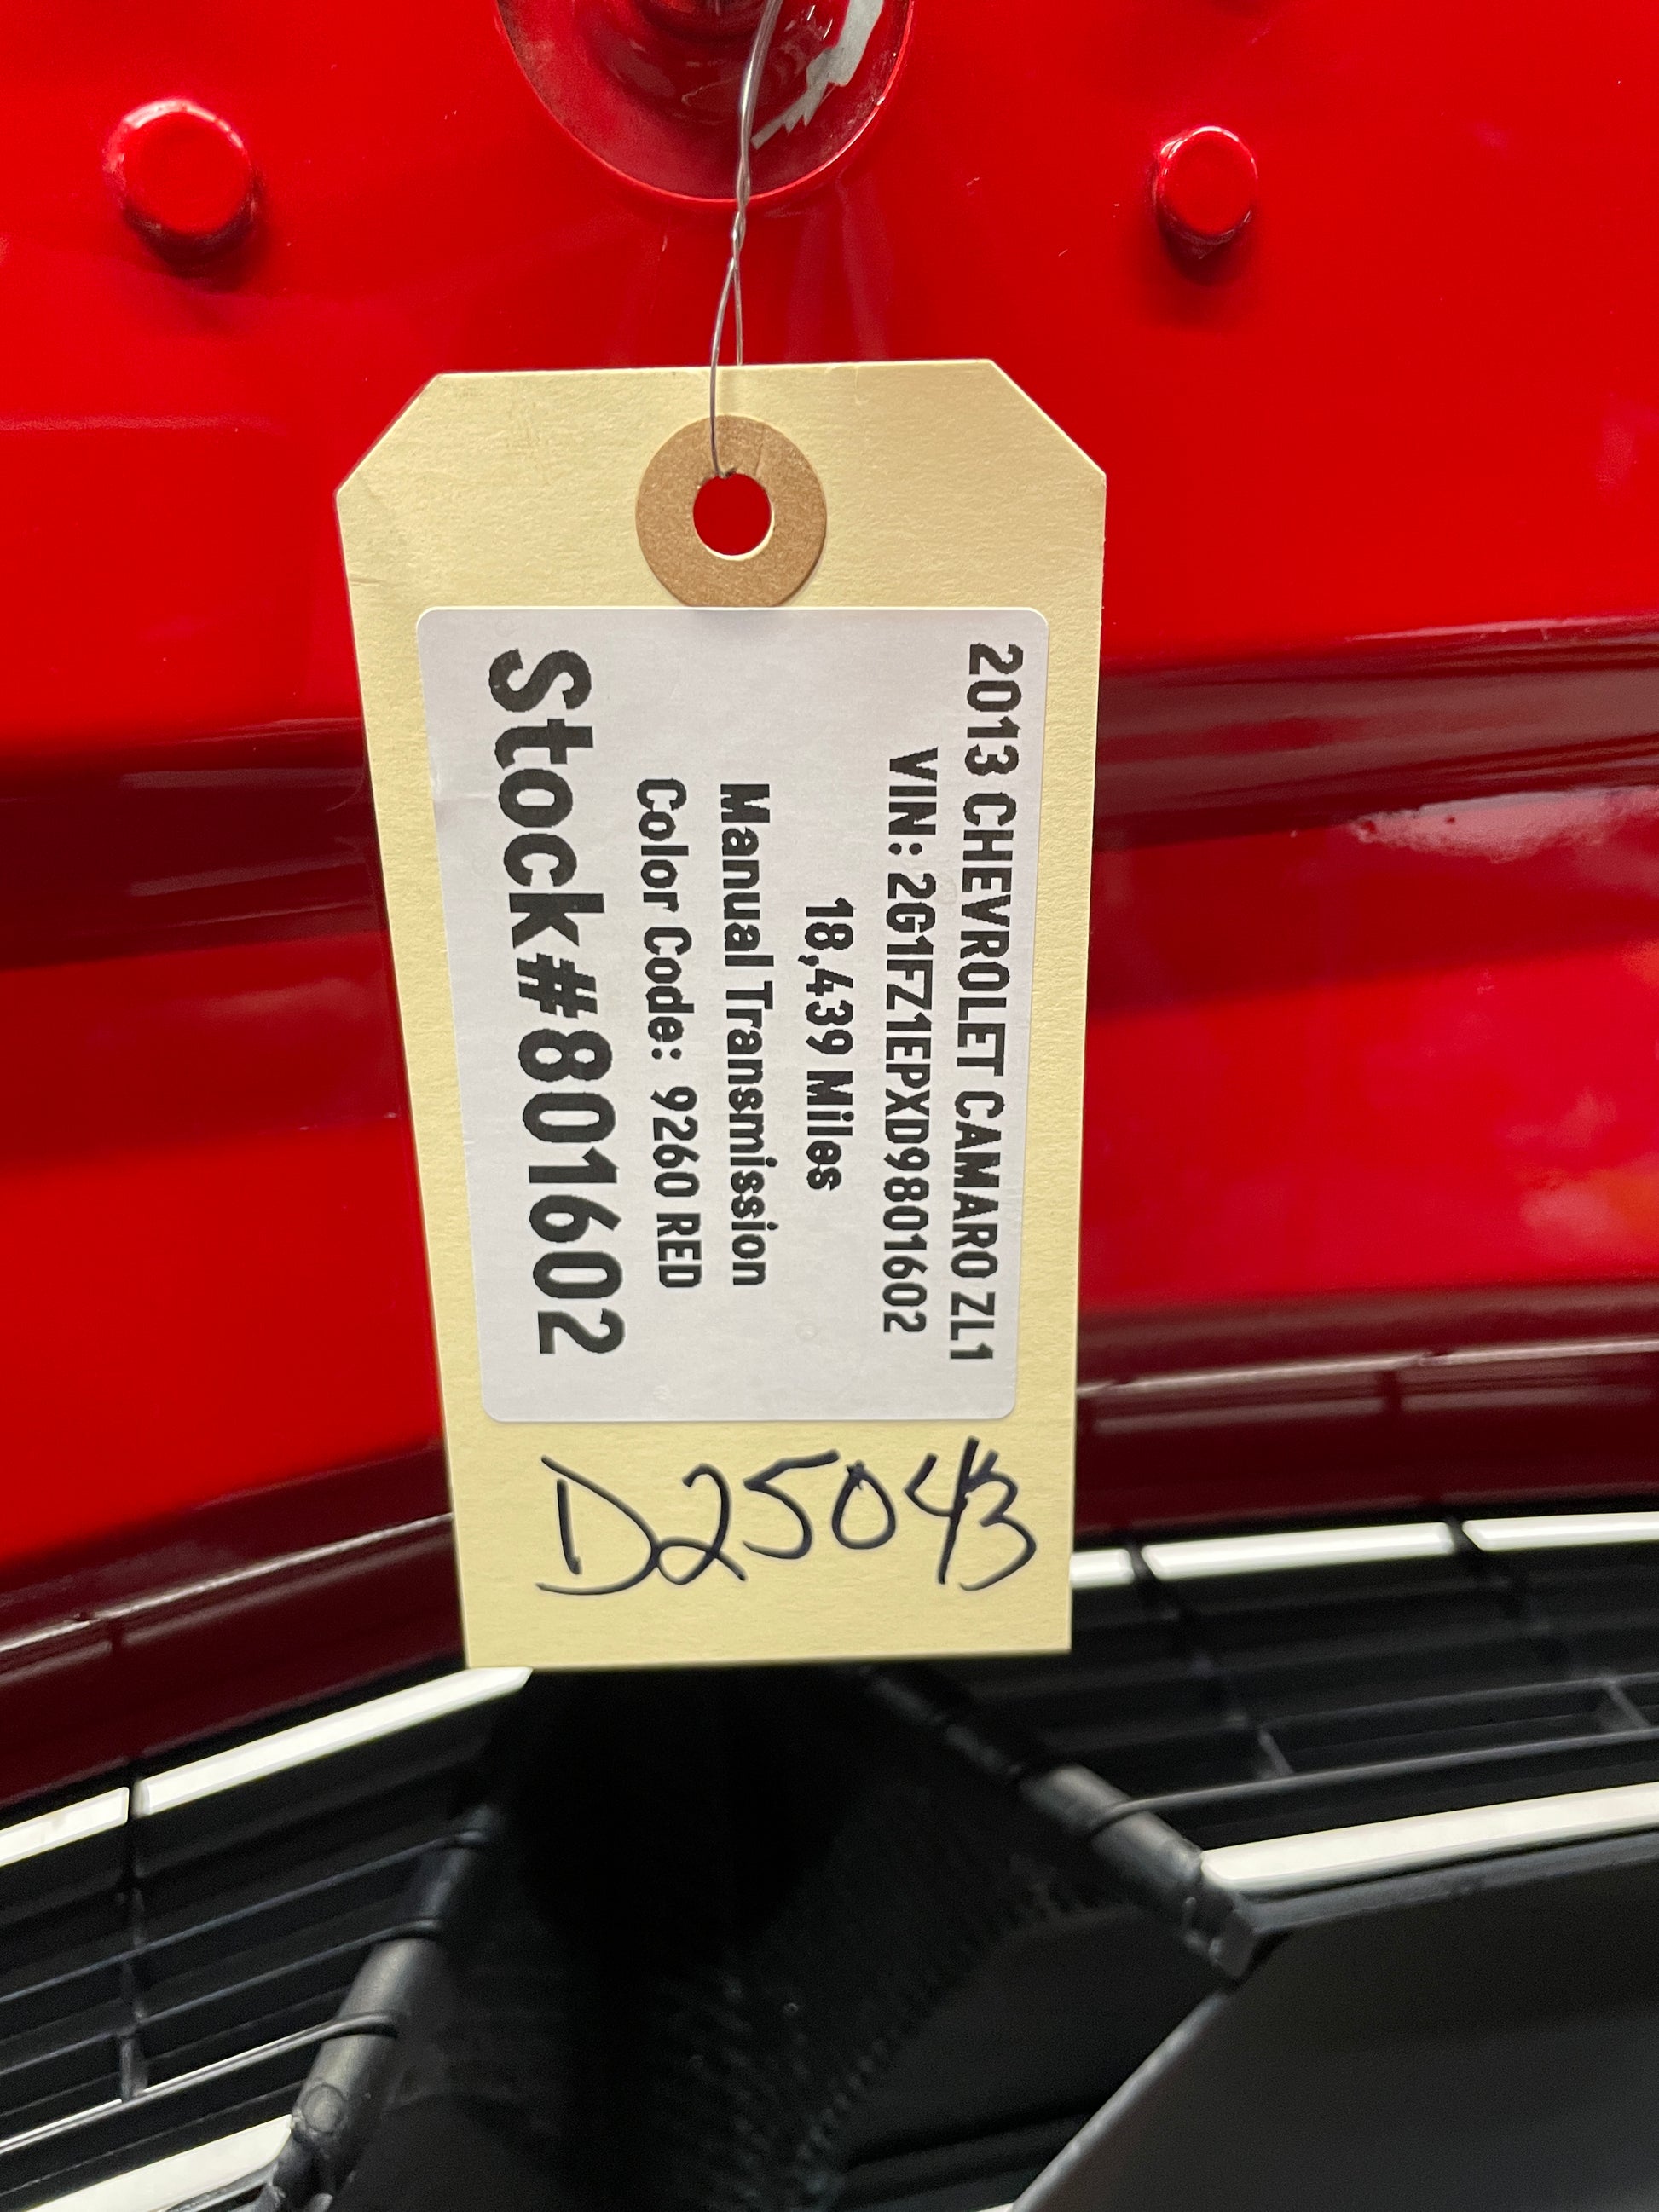 2013 CHEVROLET CAMARO ZL1
VIN: 2G1FZ1EPXD9801602
18,439 Miles
Manual Transmission
Color Code: 9260 RED
Stock#801602
D25043